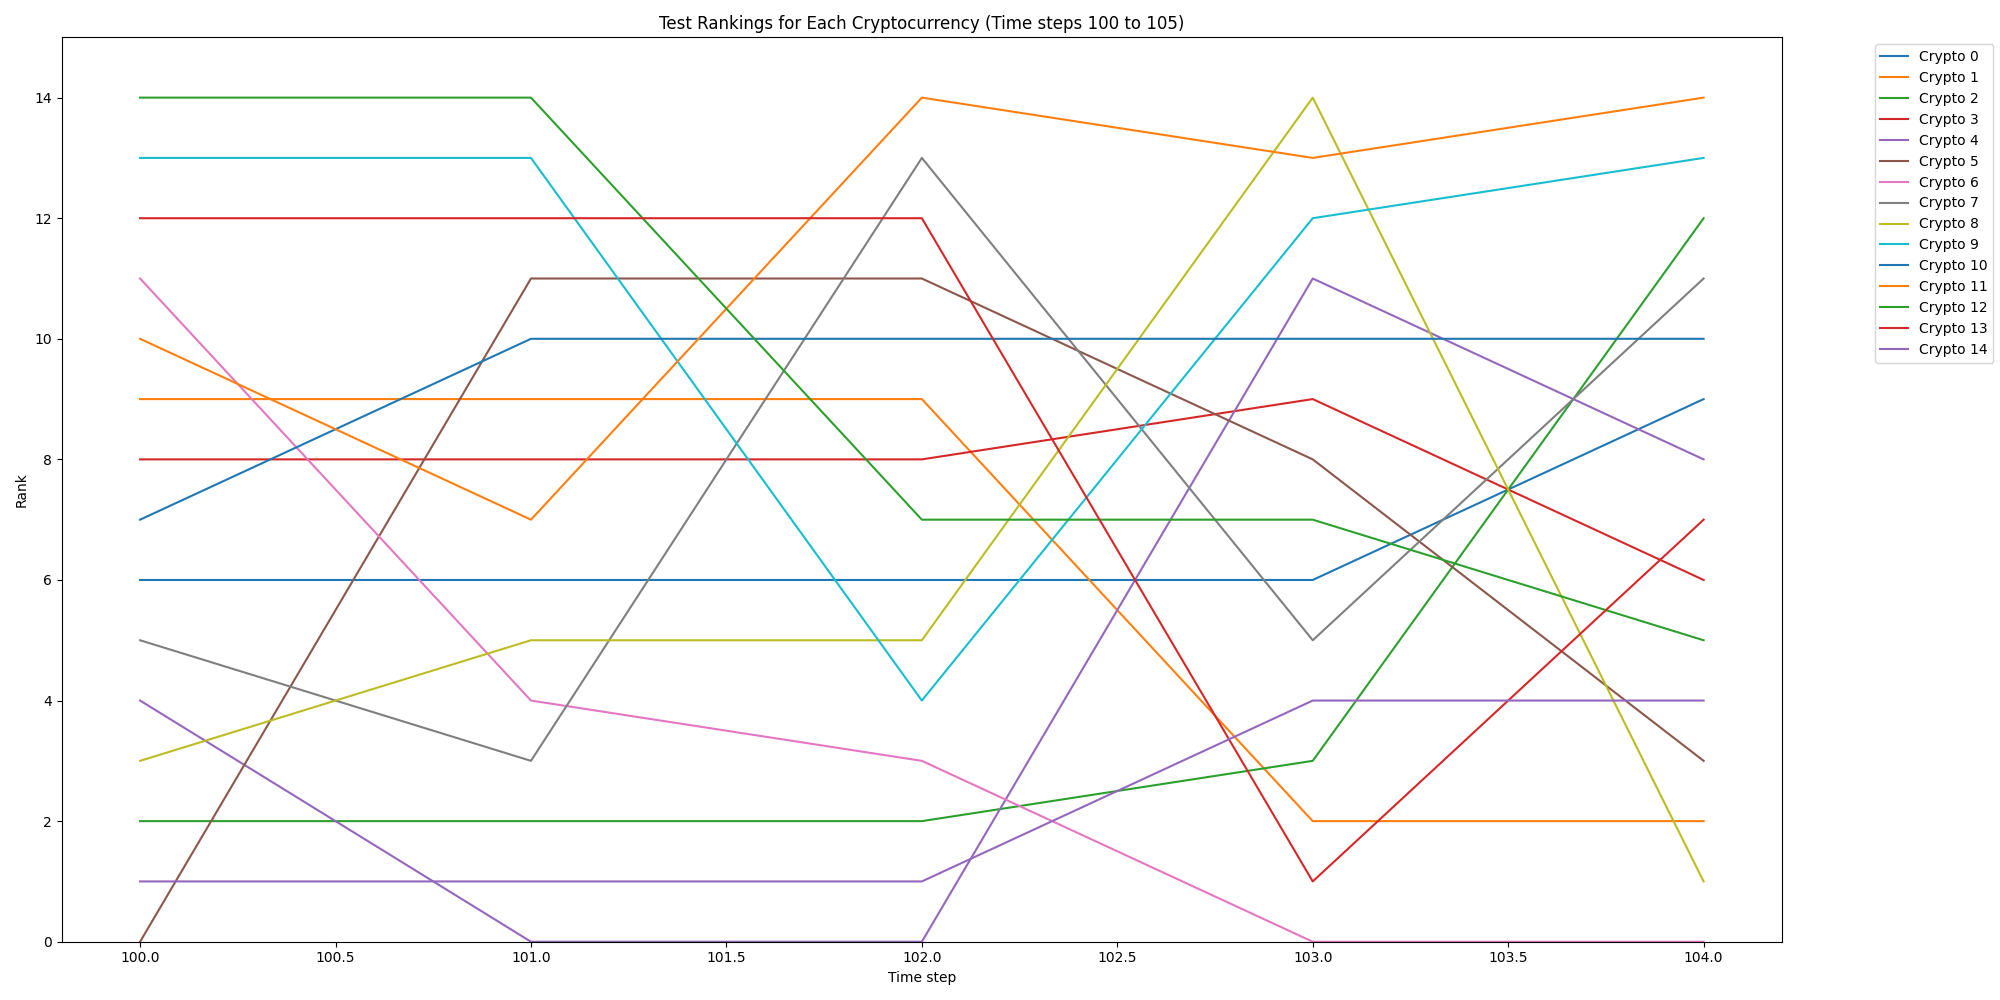 Test Rankings for Each Cryptocurrency (Time steps 100 to 105)
14
12
10
8
6
4
2
0
Rank
100.0 100.5 101.0 101.5 102.0 102.5 103.0 103.5 104.0
Time step
Crypto 0
Crypto 1
Crypto 2
Crypto 3
Crypto 4
Crypto 5
Crypto 6
Crypto 7
Crypto 8
Crypto 9
Crypto 10
Crypto 11
Crypto 12
Crypto 13
Crypto 14